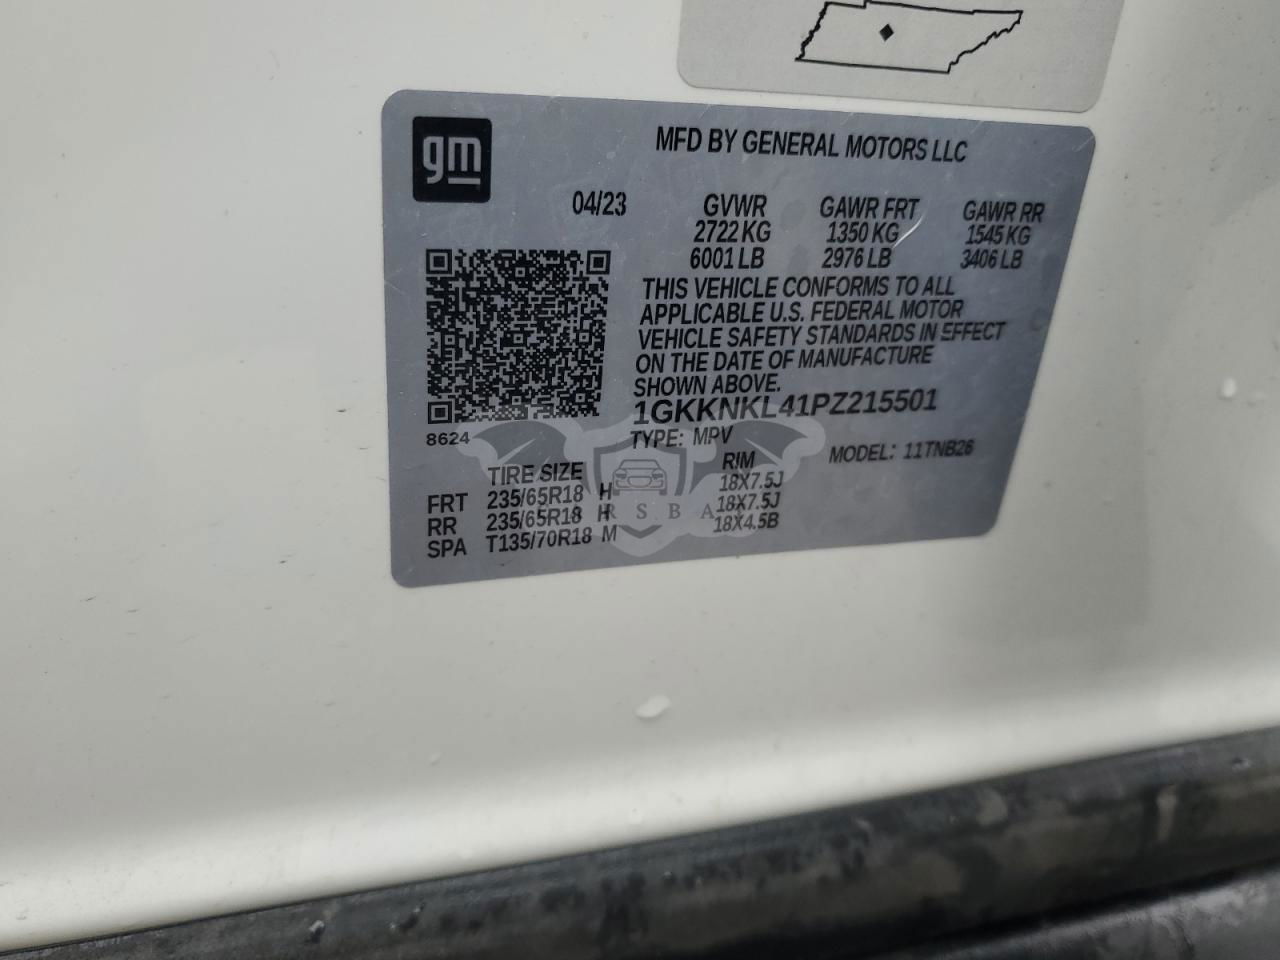 gm
MFD BY GENERAL MOTORS LLC
04/23
GVWR
2722 KG
6001 LB
GAWR FRT
1350 KG
2976 LB
GAWR RR
1545 KG
3406 LB
THIS VEHICLE CONFORMS TO ALL
APPLICABLE U.S. FEDERAL MOTOR
VEHICLE SAFETY STANDARDS IN EFFECT
ON THE DATE OF MANUFACTURE
SHOWN ABOVE.
1GKKNKL41PZ215501
8624
TYPE: MPV
MODEL: 11TNB26
TIRE SIZE RIM
FRT 235/65R18 H 18X7.5J
RR 235/65R18 H 18X7.5J
SPA T135/70R18 M 18X4.5B